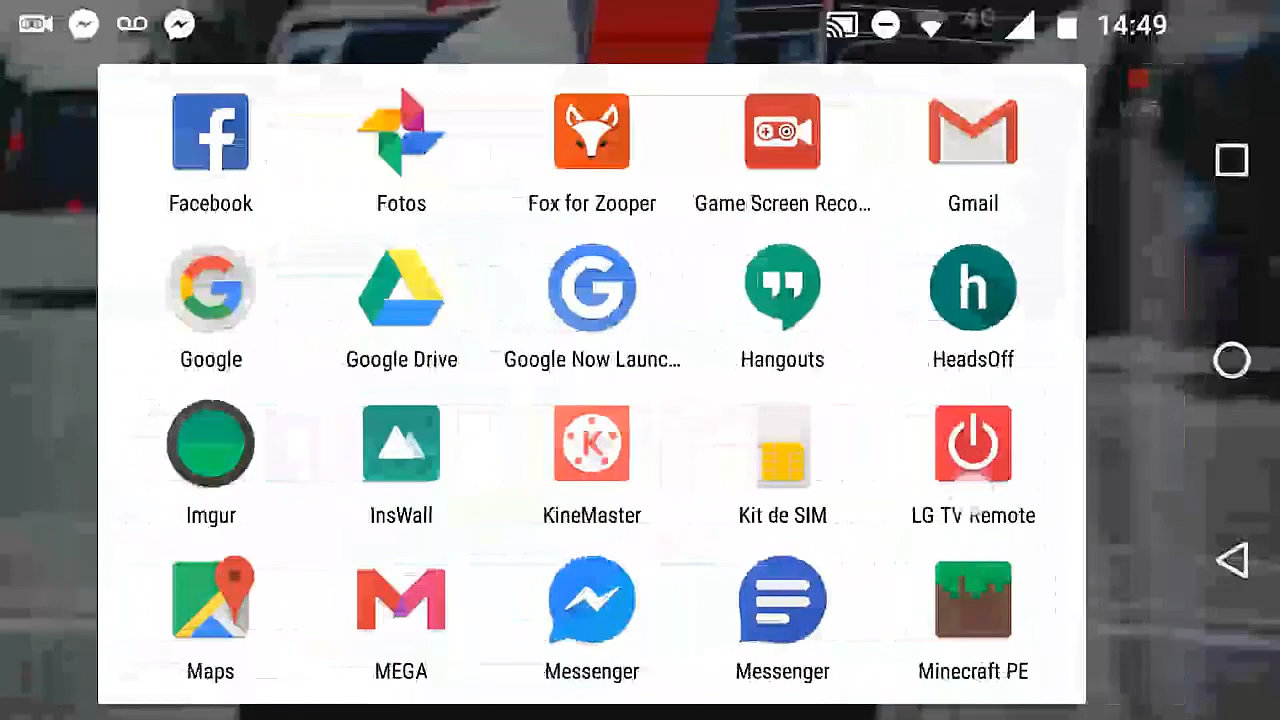 4G 14:49
Facebook Fotos Fox for Zooper Game Screen Reco... Gmail
Google Google Drive Google Now Launc... Hangouts HeadsOff
h
Imgur InsWall KineMaster Kit de SIM LG TV Remote
Maps MEGA Messenger Messenger Minecraft PE